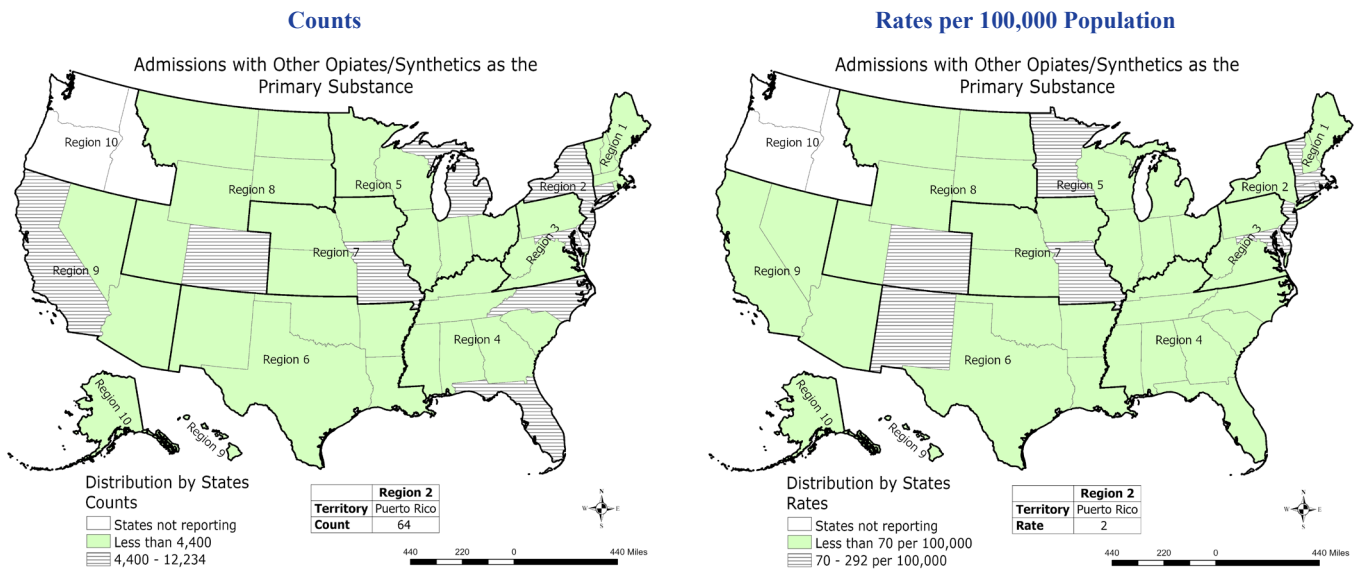 Counts
Admissions with Other Opiates/Synthetics as the
Primary Substance
Region 10
Region 8
Region 5
Region 1
Region 2
Region 3
Region 7
Region 9
Region 6
Region 4
Region 10
Region 9
Distribution by States
Counts
States not reporting
Less than 4,400
4,400 - 12,234
Region 2
Territory Puerto Rico
Count 64
N
W E
S
440 220 0 440 Miles
Rates per 100,000 Population
Admissions with Other Opiates/Synthetics as the
Primary Substance
Region 10
Region 8
Region 5
Region 1
Region 2
Region 3
Region 7
Region 9
Region 6
Region 4
Region 10
Region 9
Distribution by States
Rates
States not reporting
Less than 70 per 100,000
70 - 292 per 100,000
Region 2
Territory Puerto Rico
Rate 2
N
W E
S
440 220 0 440 Miles